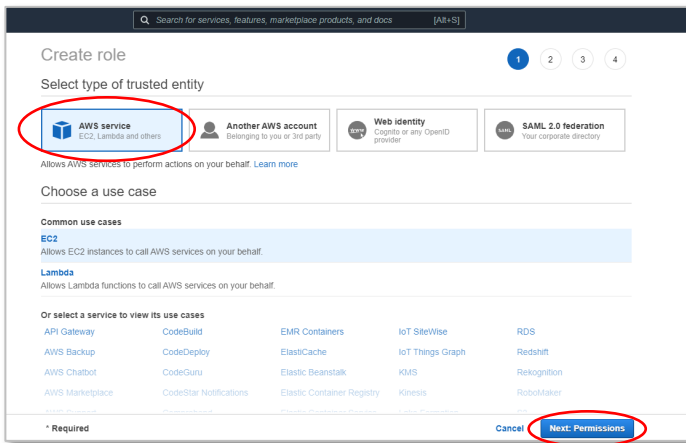 Search for services, features, marketplace products, and docs [Alt+S]
Create role
1 2 3 4
Select type of trusted entity
AWS service
EC2, Lambda and others
Another AWS account
Belonging to you or 3rd party
WWW
Web identity
Cognito or any OpenID
provider
SAML
SAML 2.0 federation
Your corporate directory
Allows AWS services to perform actions on your behalf. Learn more
Choose a use case
Common use cases
EC2
Allows EC2 instances to call AWS services on your behalf.
Lambda
Allows Lambda functions to call AWS services on your behalf.
Or select a service to view its use cases
API Gateway CodeBuild EMR Containers IoT SiteWise RDS
AWS Backup CodeDeploy ElastiCache IoT Things Graph Redshift
AWS Chatbot CodeGuru Elastic Beanstalk KMS Rekognition
AWS Marketplace CodeStar Notifications Elastic Container Registry Kinesis RoboMaker
* Required Cancel Next: Permissions